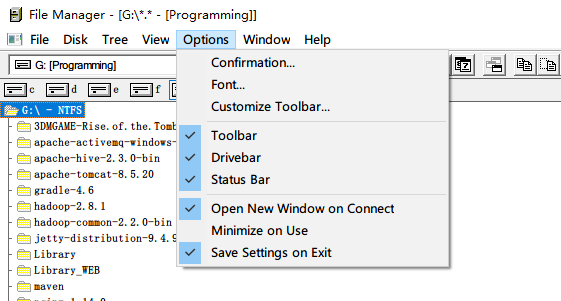 File Manager - [G:\*.* - [Programming]]
File Disk Tree View Options Window Help
G: [Programming]
c d e f
G:\ - NTFS
3DMGAME-Rise.of.the.Tomb
apache-activemq-windows-
apache-hive-2.3.0-bin
apache-tomcat-8.5.20
gradle-4.6
hadoop-2.8.1
hadoop-common-2.2.0-bin
jetty-distribution-9.4.9
Library
Library_WEB
maven
Confirmation...
Font...
Customize Toolbar...
Toolbar
Drivebar
Status Bar
Open New Window on Connect
Minimize on Use
Save Settings on Exit